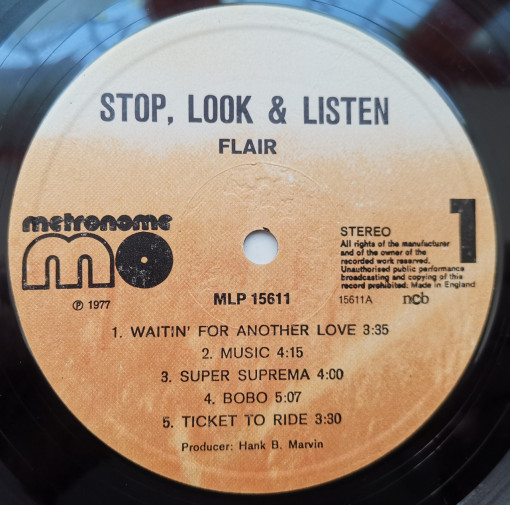 STOP, LOOK & LISTEN
FLAIR
metronome
mo
℗ 1977
STEREO
All rights of the manufacturer
and of the owner of the
recorded work reserved.
Unauthorised public performance
broadcasting and copying of this
record prohibited: Made in England
1
MLP 15611
15611A ncb
1. WAITIN' FOR ANOTHER LOVE 3:35
2. MUSIC 4:15
3. SUPER SUPREMA 4:00
4. BOBO 5:07
5. TICKET TO RIDE 3:30
Producer: Hank B. Marvin